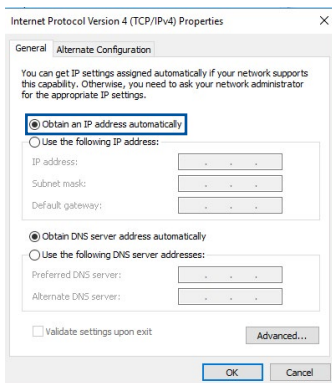 Internet Protocol Version 4 (TCP/IPv4) Properties
General
Alternate Configuration
You can get IP settings assigned automatically if your network supports
this capability. Otherwise, you need to ask your network administrator
for the appropriate IP settings.
Obtain an IP address automatically
Use the following IP address:
IP address:
Subnet mask:
Default gateway:
Obtain DNS server address automatically
Use the following DNS server addresses:
Preferred DNS server:
Alternate DNS server:
Validate settings upon exit
Advanced...
OK
Cancel